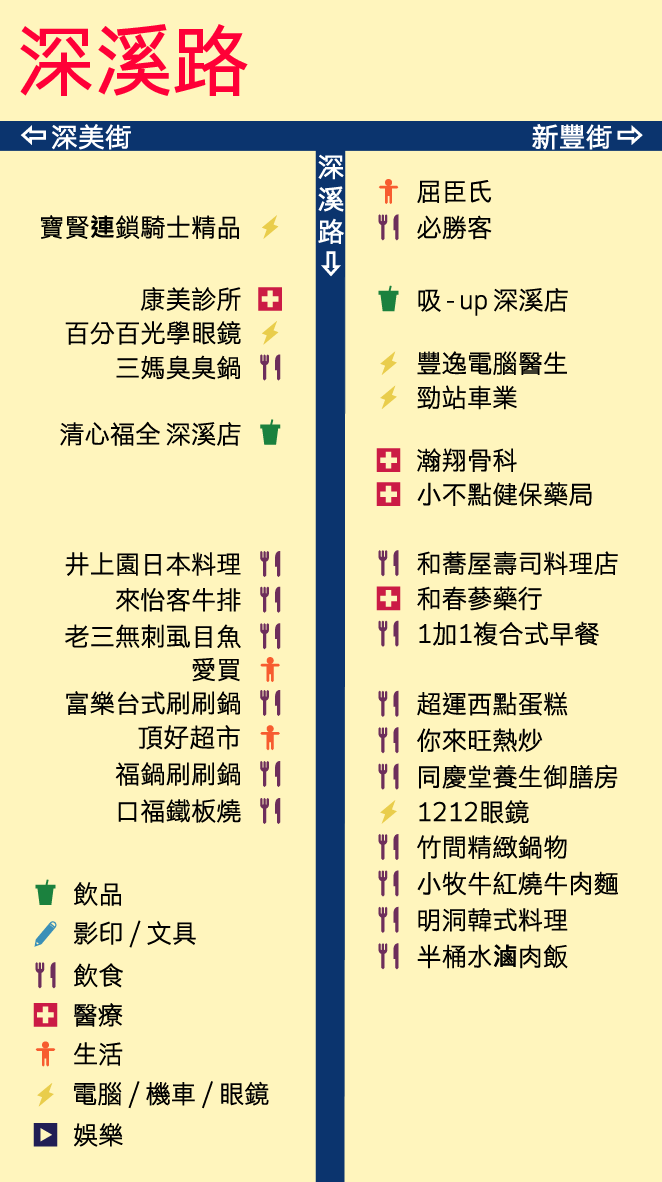 深溪路
深美街
新豐街
深溪路
寶賢連鎖騎士精品
康美診所
百分百光學眼鏡
三媽臭臭鍋
清心福全 深溪店
井上園日本料理
來怡客牛排
老三無刺虱目魚
愛買
富樂台式刷刷鍋
頂好超市
福鍋刷刷鍋
口福鐵板燒
屈臣氏
必勝客
吸-up 深溪店
豐逸電腦醫生
勁站車業
瀚翔骨科
小不點健保藥局
和蕎屋壽司料理店
和春蔘藥行
1加1複合式早餐
超運西點蛋糕
你來旺熱炒
同慶堂養生御膳房
1212眼鏡
竹間精緻鍋物
小牧牛紅燒牛肉麵
明洞韓式料理
半桶水滷肉飯
飲品
影印 / 文具
飲食
醫療
生活
電腦 / 機車 / 眼鏡
娛樂